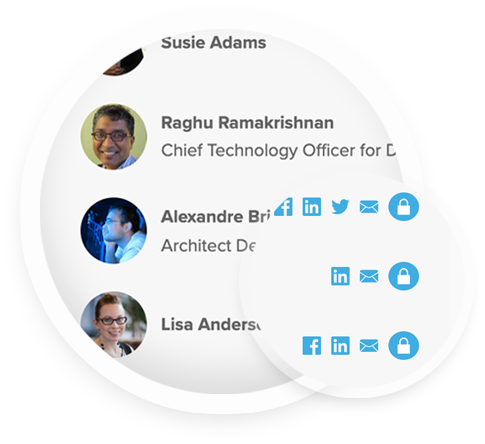 Susie Adams
Raghu Ramakrishnan
Chief Technology Officer for D
Alexandre Bri
Architect De
Lisa Anders